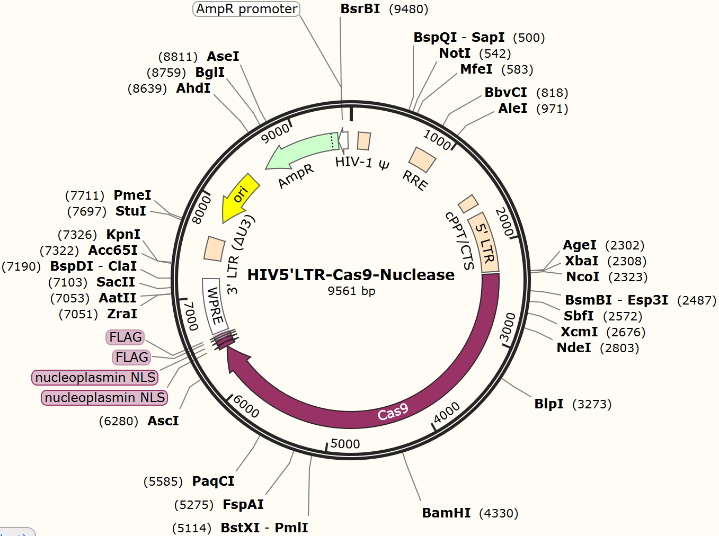 AmpR promoter
BsrBI (9480)
BspQI - SapI (500)
NotI (542)
MfeI (583)
BbvCI (818)
AleI (971)
(8811) AseI
(8759) BglI
(8639) AhdI
9000
1000
AmpR
HIV-1 Ψ
RRE
(7711) PmeI
(7697) StuI
8000
ori
cPPT/CTS
5' LTR
2000
(7326) KpnI
(7322) Acc65I
(7190) BspDI - ClaI
(7103) SacII
(7053) AatII
(7051) ZraI
3' LTR (ΔU3)
HIV5'LTR-Cas9-Nuclease
9561 bp
AgeI (2302)
XbaI (2308)
NcoI (2323)
BsmBI - Esp3I (2487)
SbfI (2572)
XcmI (2676)
NdeI (2803)
7000
WPRE
3000
FLAG
FLAG
nucleoplasmin NLS
nucleoplasmin NLS
(6280) AscI
BlpI (3273)
6000
Cas9
4000
5000
(5585) PaqCI
(5275) FspAI
(5114) BstXI - PmlI
BamHI (4330)